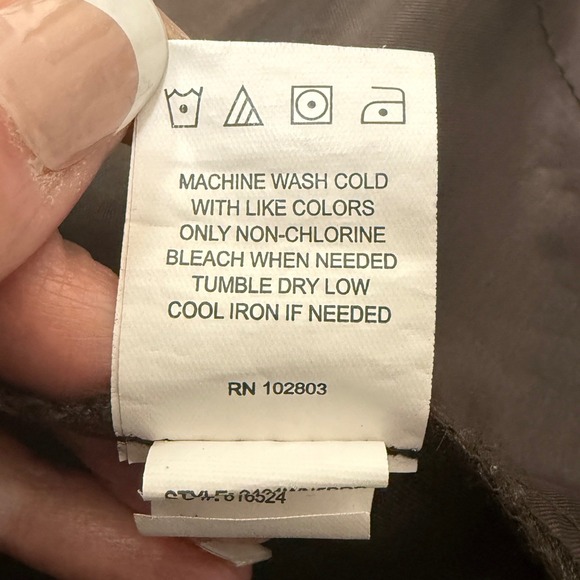 MACHINE WASH COLD
WITH LIKE COLORS
ONLY NON-CHLORINE
BLEACH WHEN NEEDED
TUMBLE DRY LOW
COOL IRON IF NEEDED
RN 102803